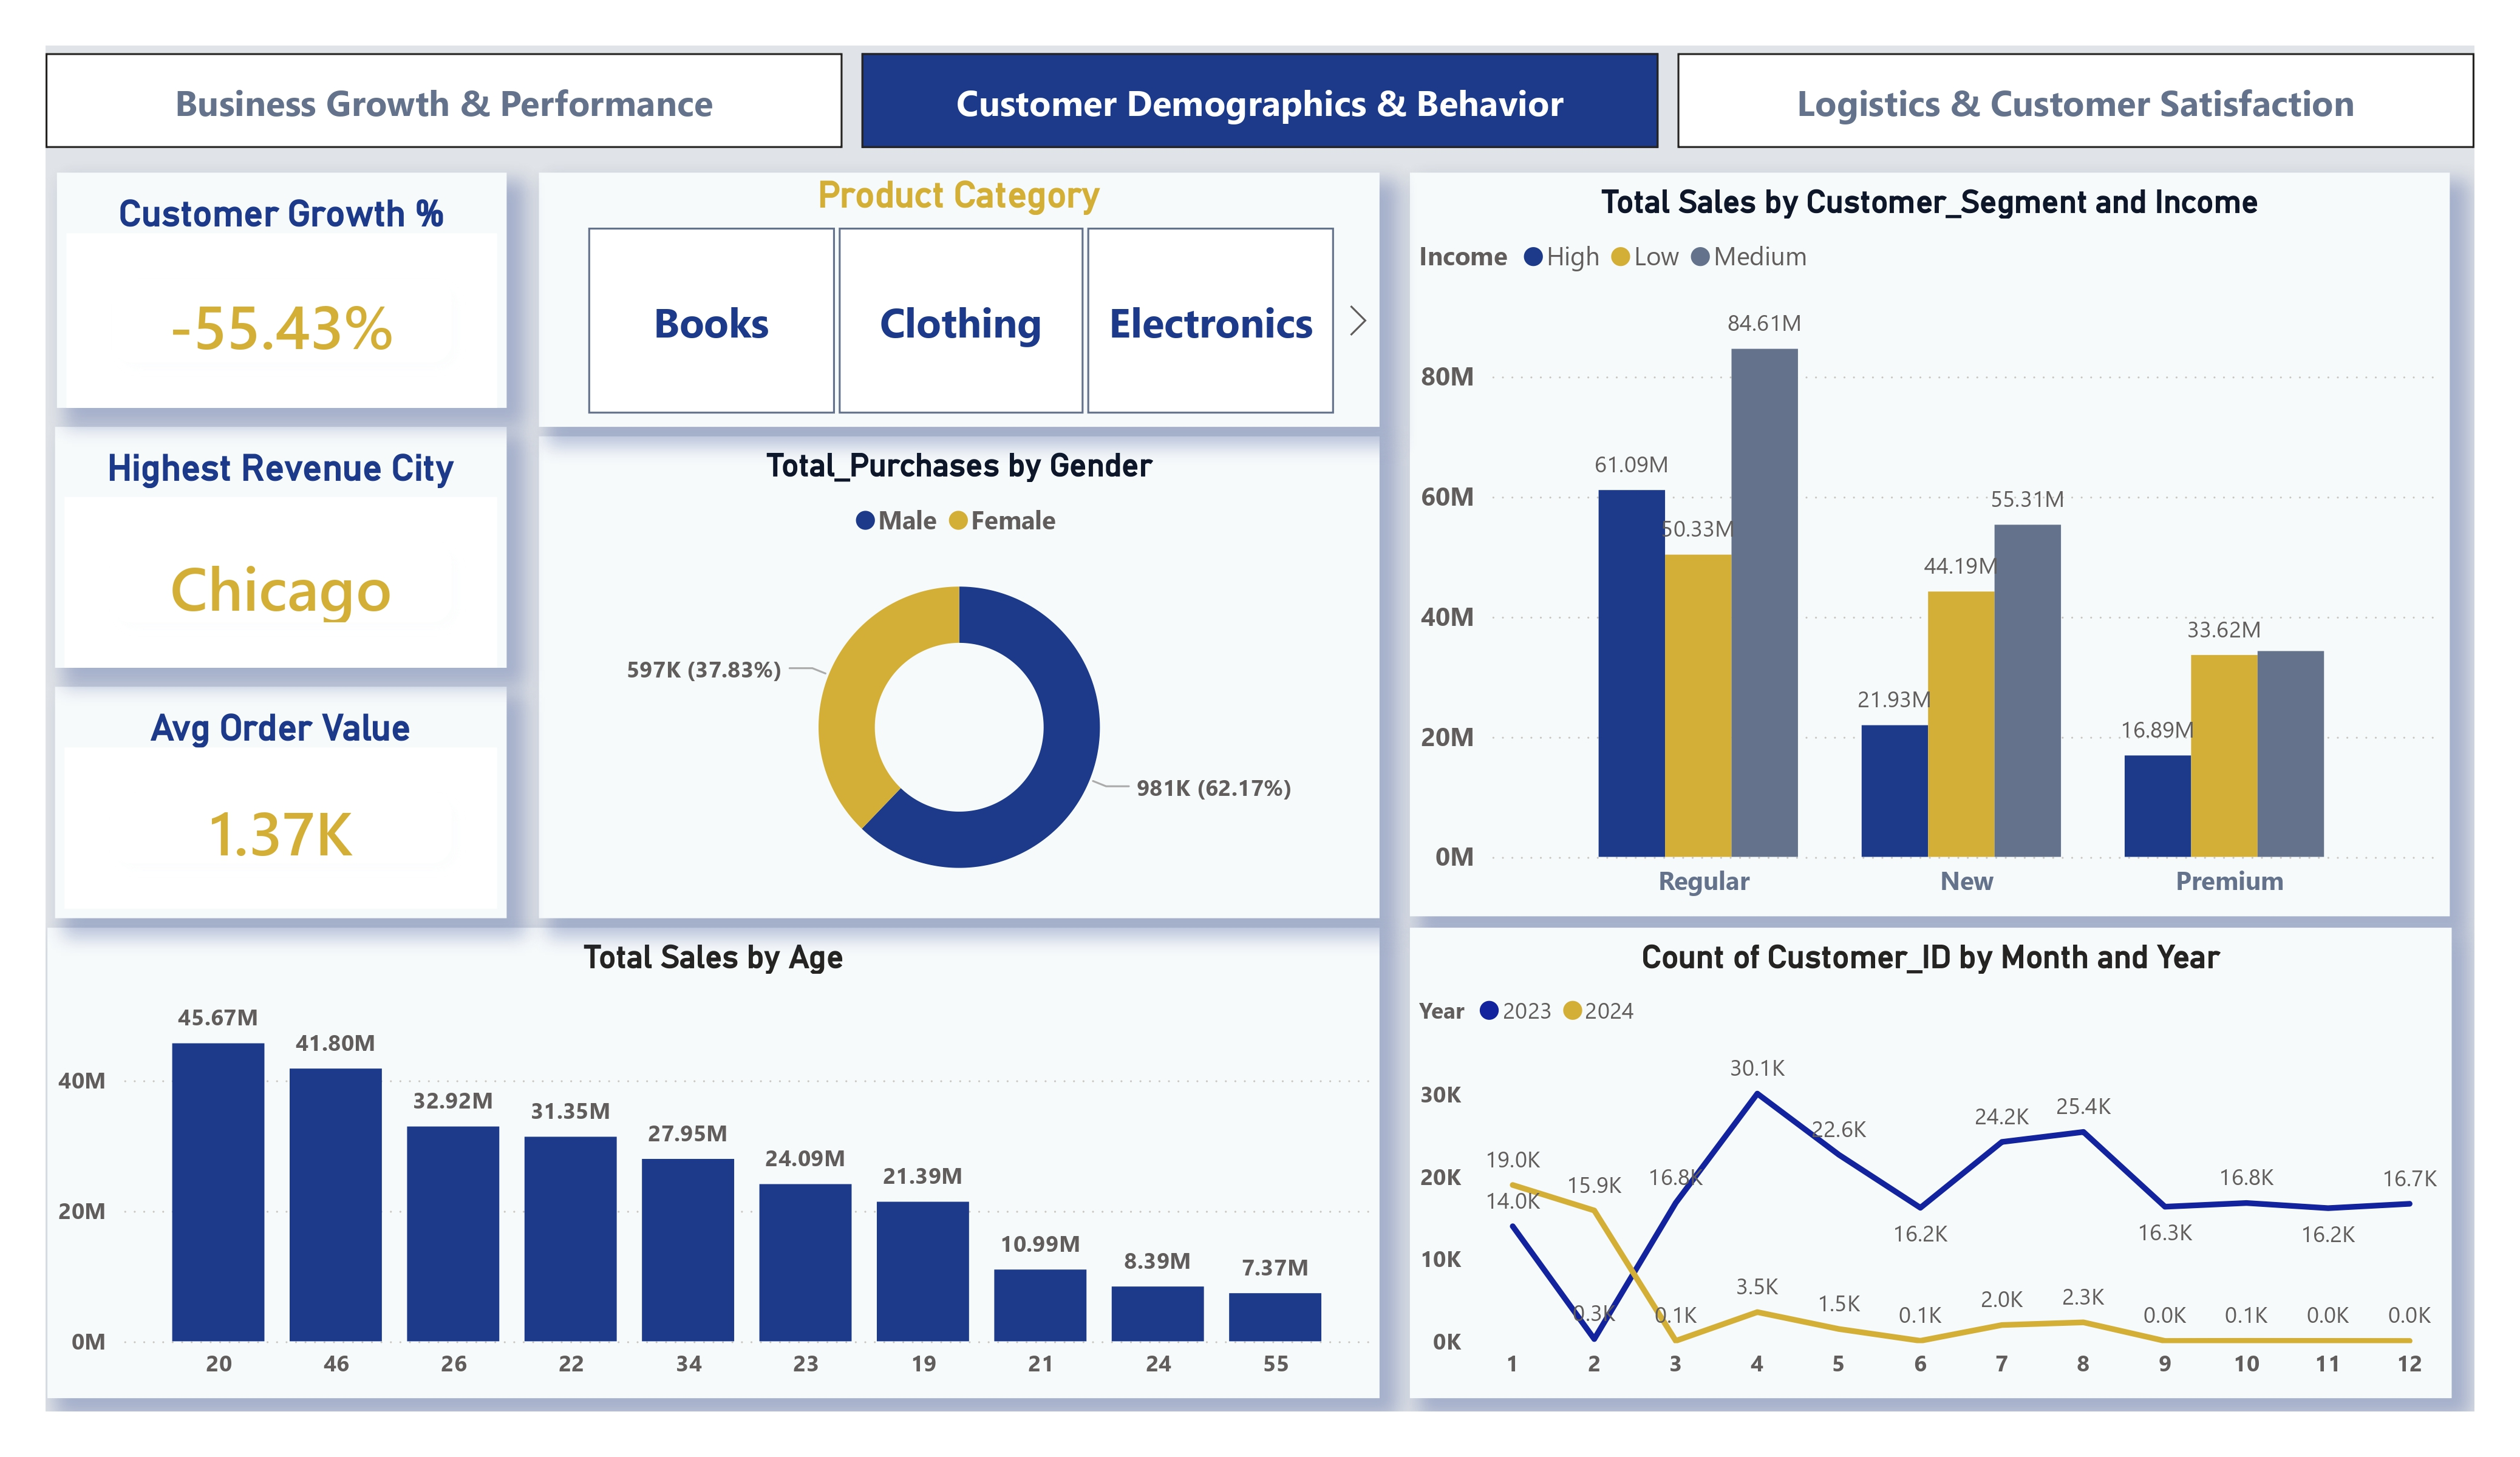 Business Growth & Performance
Customer Demographics & Behavior
Logistics & Customer Satisfaction
Customer Growth %
-55.43%
Highest Revenue City
Chicago
Avg Order Value
1.37K
Product Category
Books
Clothing
Electronics
Total_Purchases by Gender
Male Female
597K (37.83%)
981K (62.17%)
Total Sales by Customer_Segment and Income
Income High Low Medium
84.61M
80M
61.09M
60M
55.31M
50.33M
44.19M
40M
33.62M
21.93M
20M
16.89M
0M
Regular New Premium
Total Sales by Age
45.67M
41.80M
40M
32.92M
31.35M
27.95M
24.09M
21.39M
20M
10.99M
8.39M
7.37M
0M
20 46 26 22 34 23 19 21 24 55
Count of Customer_ID by Month and Year
Year 2023 2024
30.1K
30K
25.4K
24.2K
22.6K
19.0K
20K
15.9K
16.8K
16.8K
16.7K
14.0K
16.2K
16.3K
16.2K
10K
0.3K
0.1K
3.5K
1.5K
0.1K
2.0K
2.3K
0.0K
0.1K
0.0K
0.0K
0K
1 2 3 4 5 6 7 8 9 10 11 12